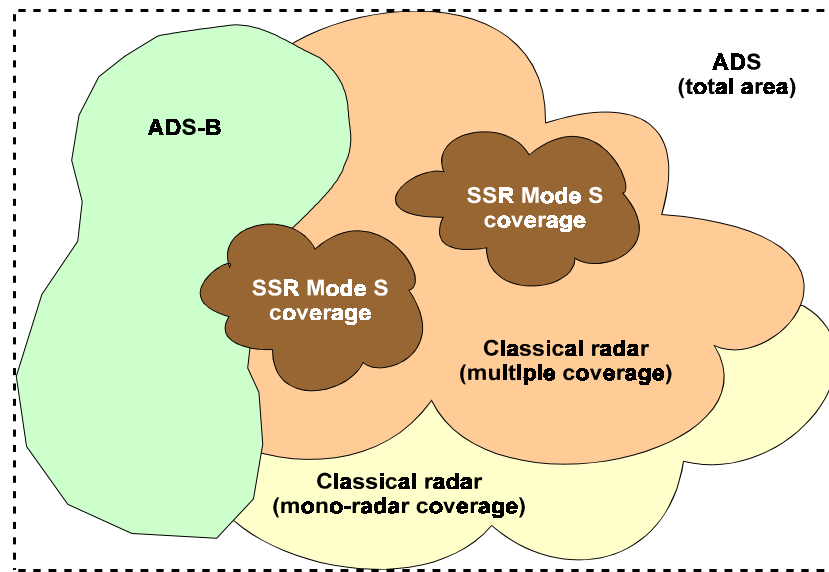 ADS
(total area)
ADS-B
SSR Mode S
coverage
SSR Mode S
coverage
Classical radar
(multiple coverage)
Classical radar
(mono-radar coverage)